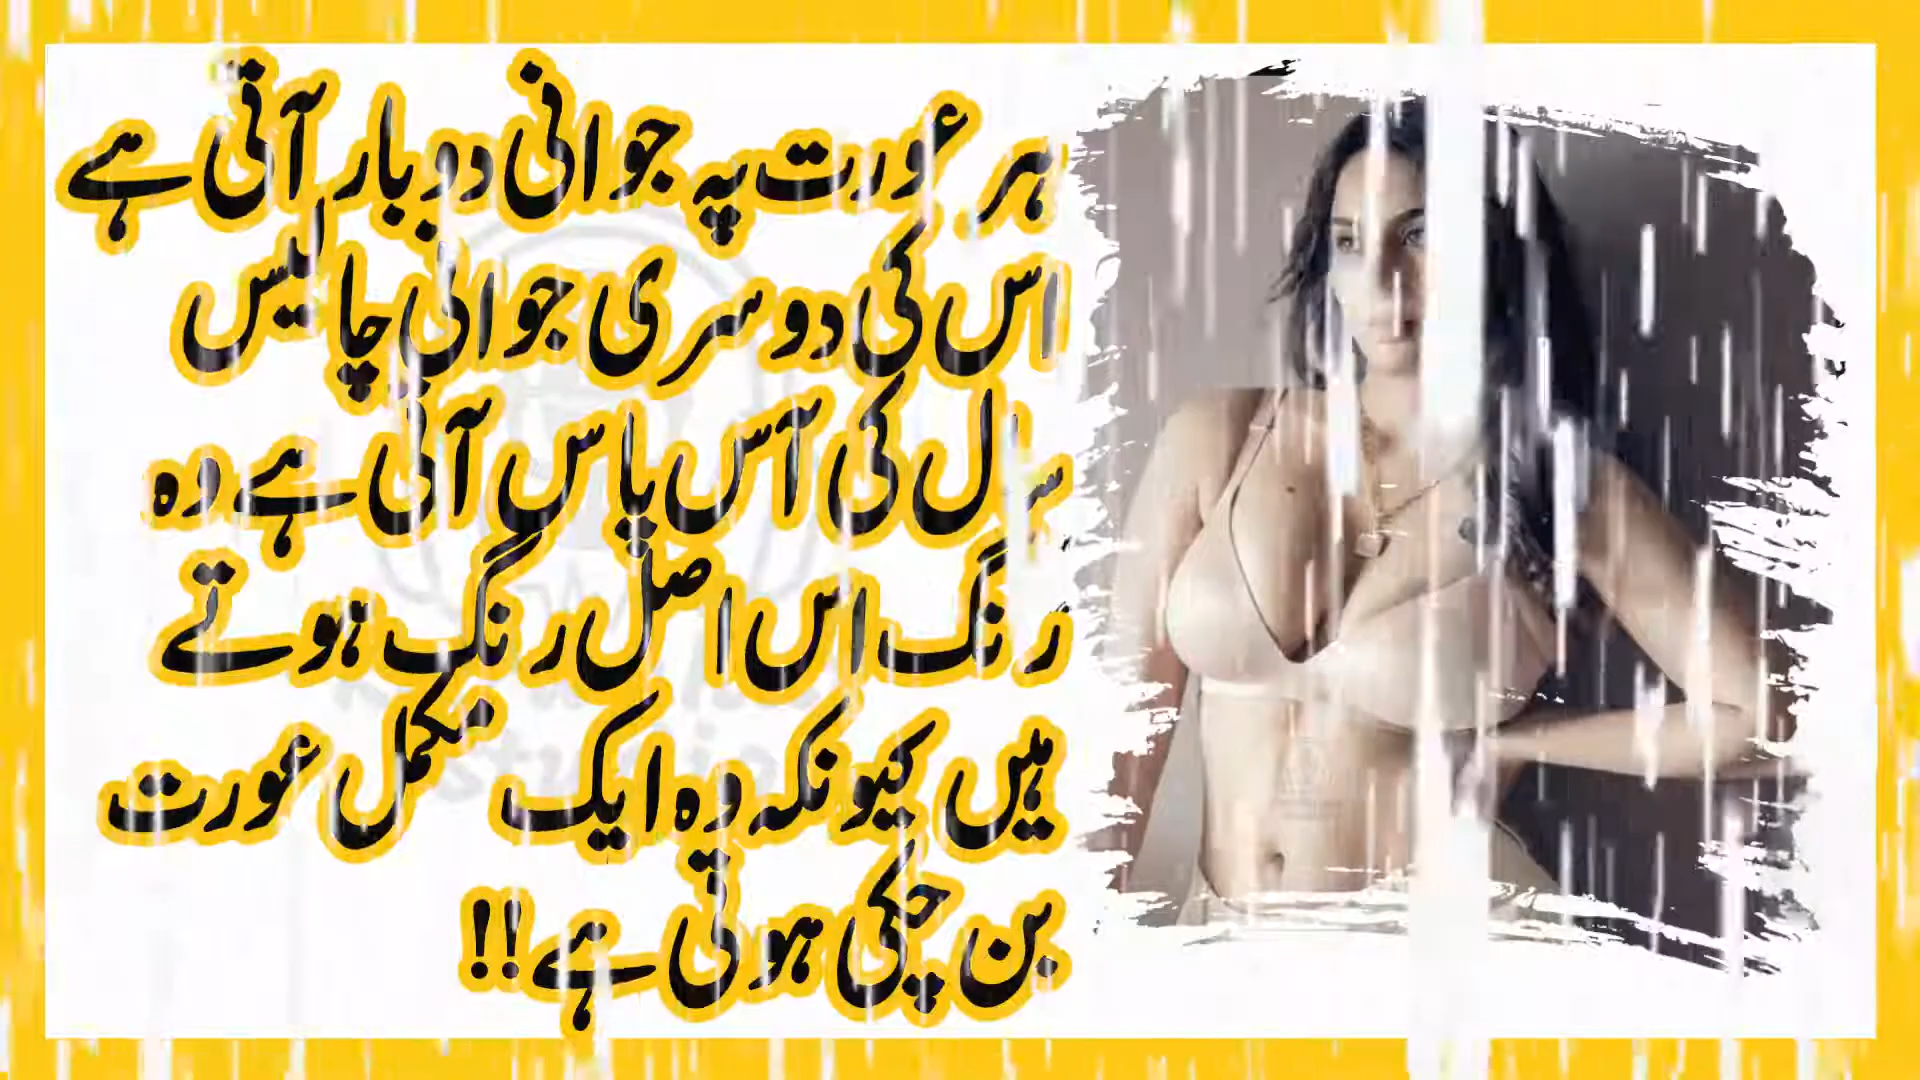 ہر عورت پہ جوانی دو بار آتی ہے
اس کی دوسری جوانی چالیس
سال کی آس پاس آتی ہے وہ
رنگ اس اصل رنگ ہوتے
ہیں کیونکہ وہ ایک مکمل عورت
بن چکی ہوتی ہے!!